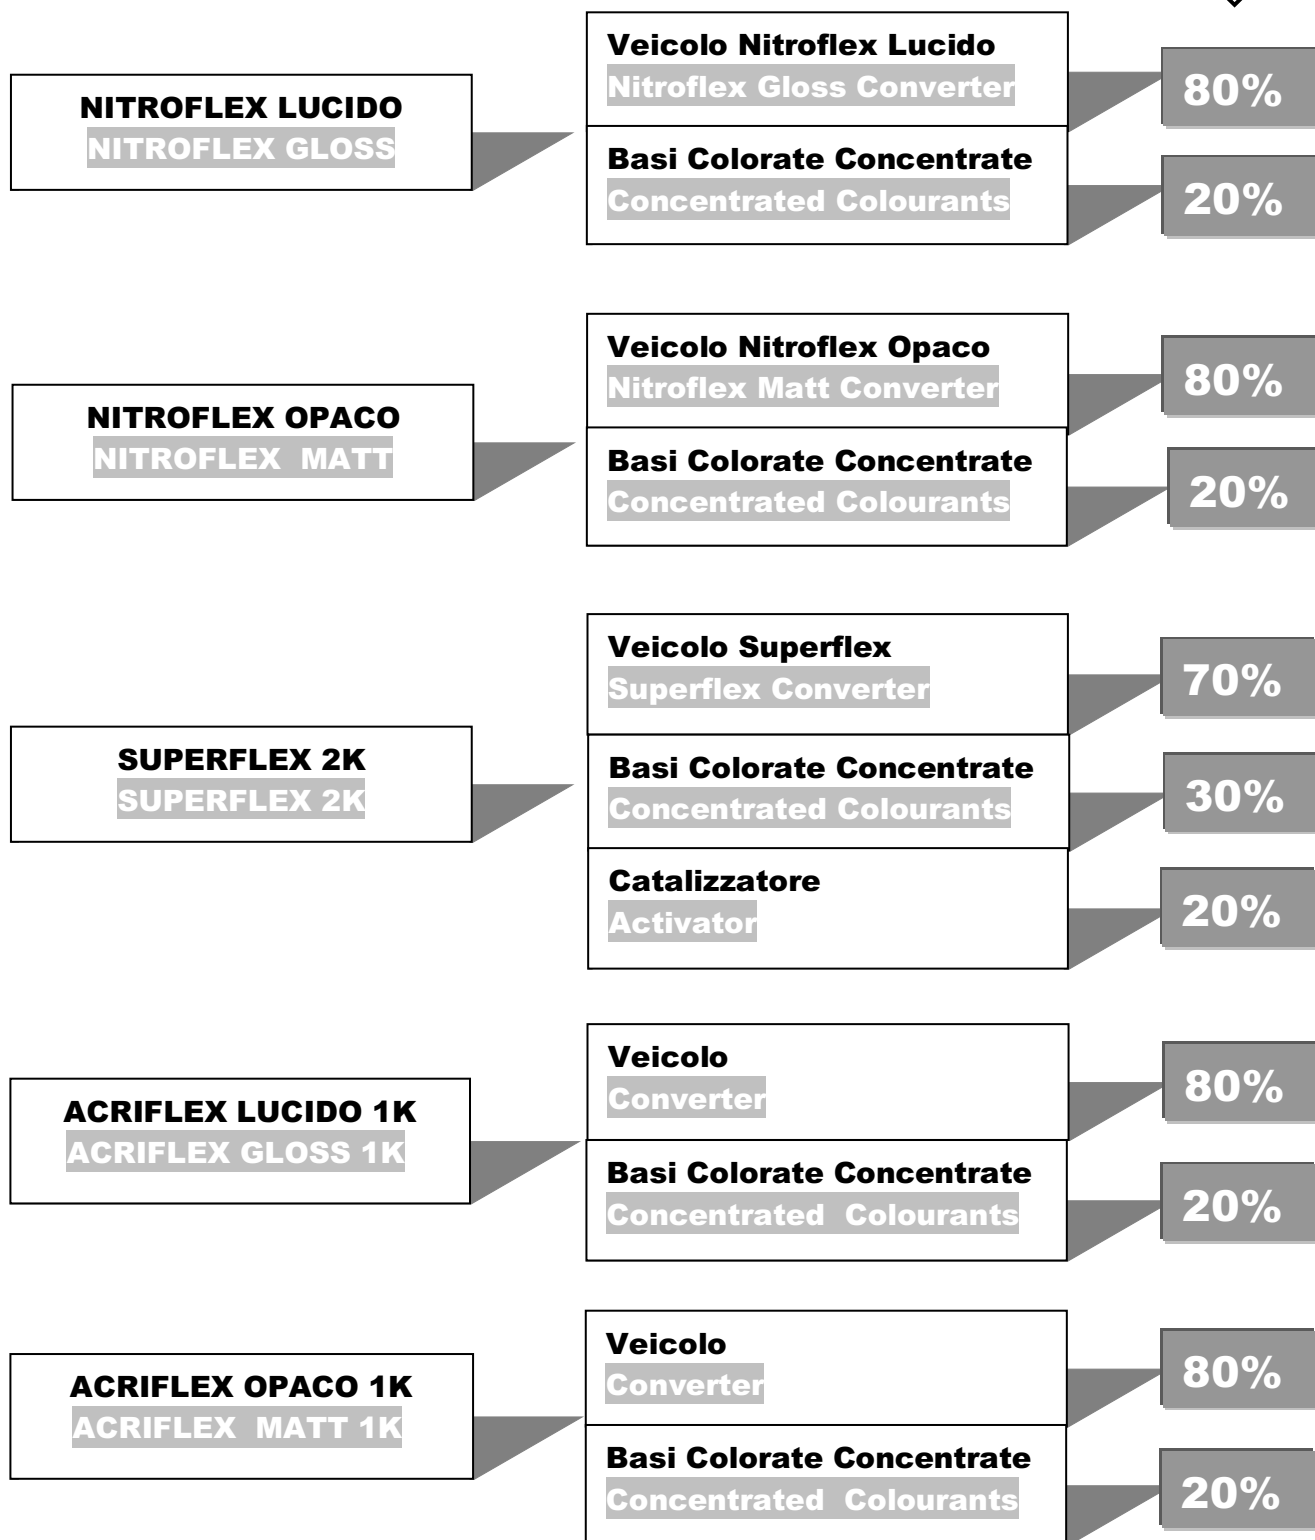 NITROFLEX LUCIDO
NITROFLEX GLOSS
Veicolo Nitroflex Lucido
Nitroflex Gloss Converter
80%
Basi Colorate Concentrate
Concentrated Colourants
20%
NITROFLEX OPACO
NITROFLEX MATT
Veicolo Nitroflex Opaco
Nitroflex Matt Converter
80%
Basi Colorate Concentrate
Concentrated Colourants
20%
SUPERFLEX 2K
SUPERFLEX 2K
Veicolo Superflex
Superflex Converter
70%
Basi Colorate Concentrate
Concentrated Colourants
30%
Catalizzatore
Activator
20%
ACRIFLEX LUCIDO 1K
ACRIFLEX GLOSS 1K
Veicolo
Converter
80%
Basi Colorate Concentrate
Concentrated Colourants
20%
ACRIFLEX OPACO 1K
ACRIFLEX MATT 1K
Veicolo
Converter
80%
Basi Colorate Concentrate
Concentrated Colourants
20%